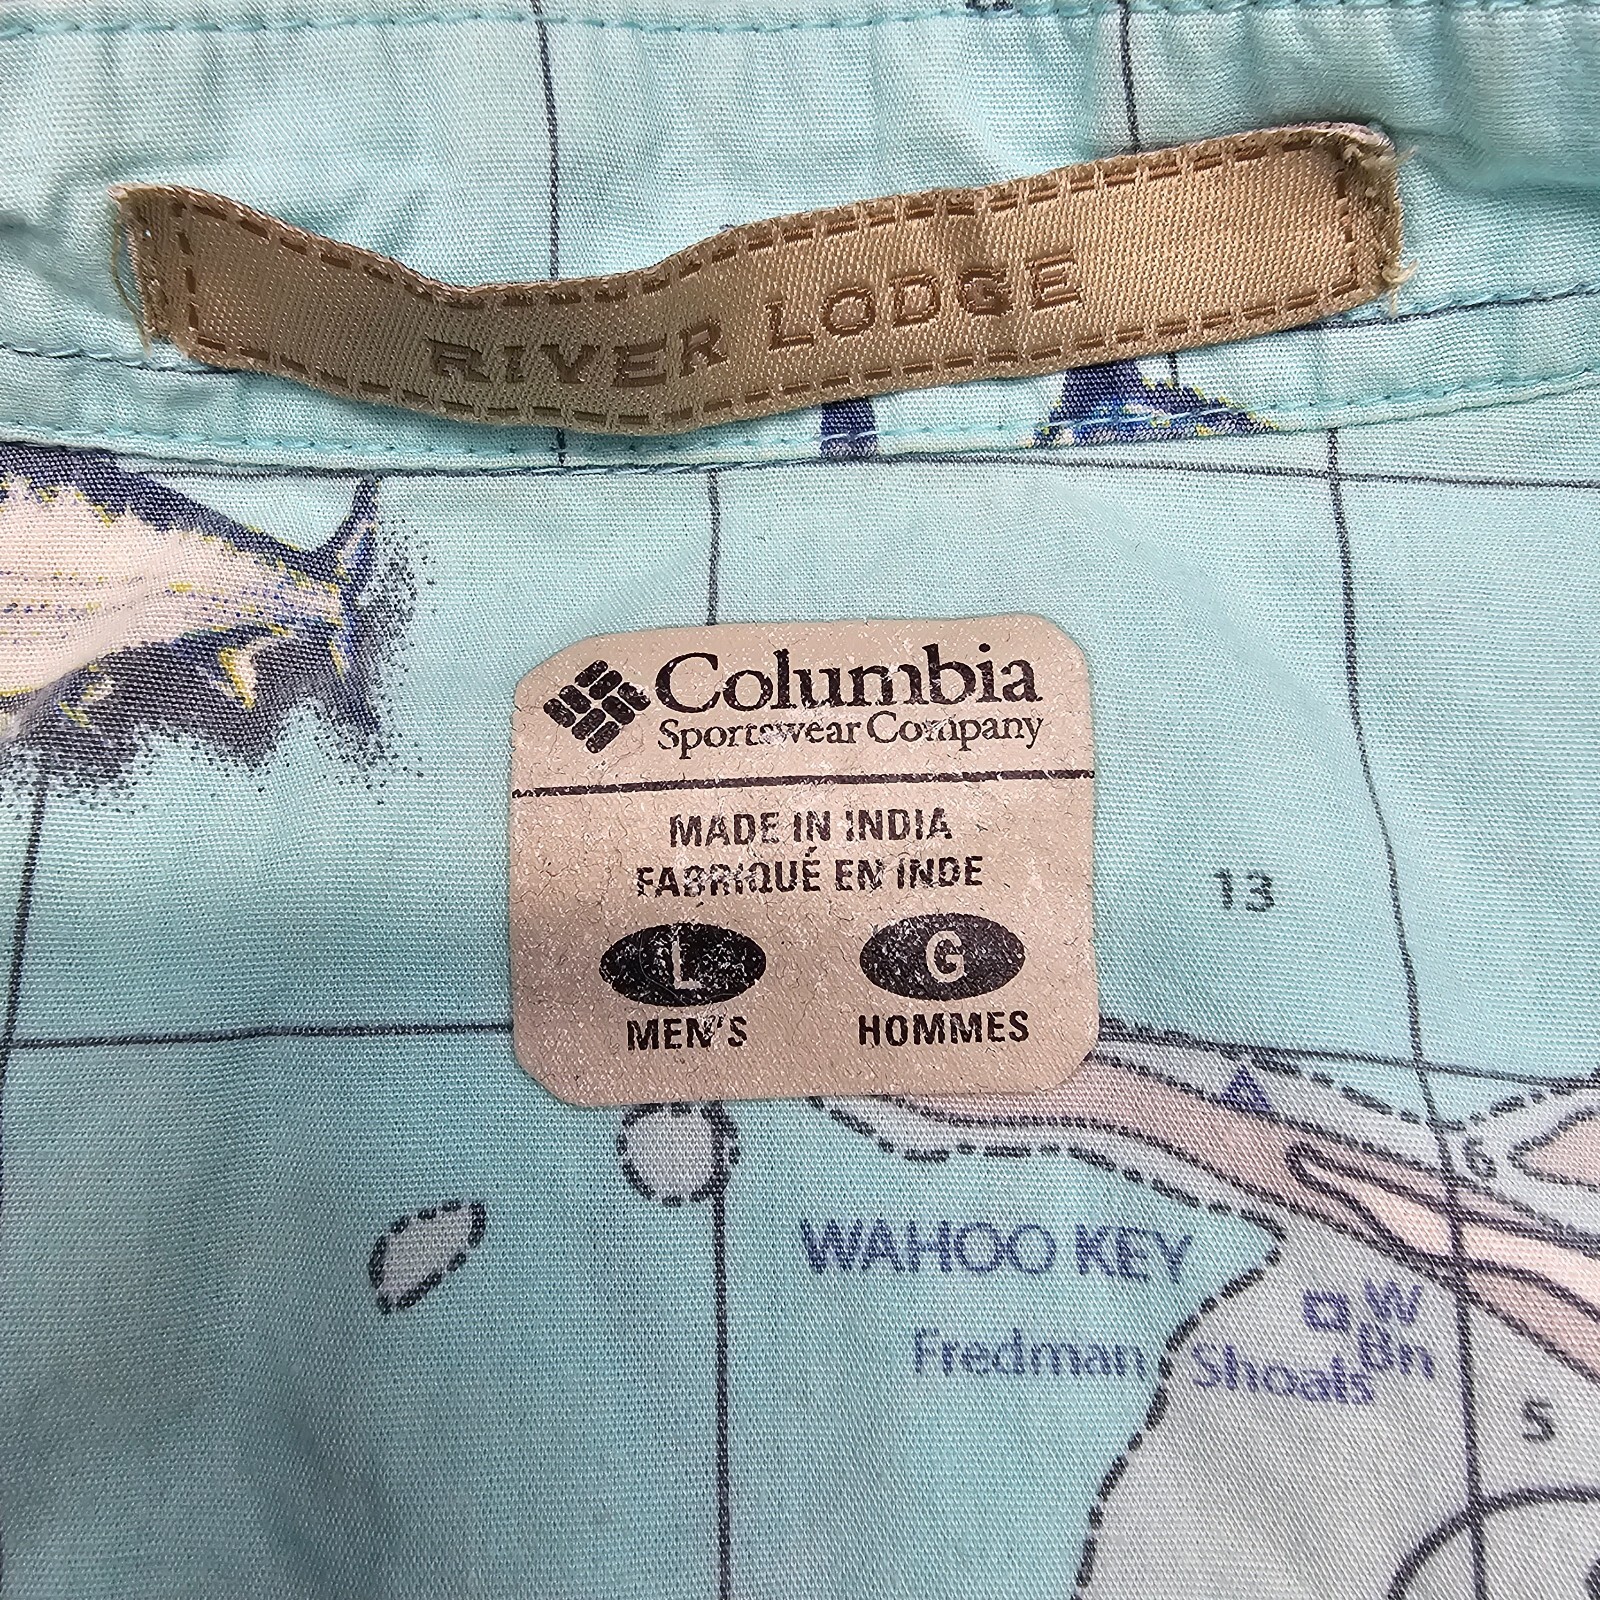 RIVER LODGE
Columbia
Sportswear Company
MADE IN INDIA
FABRIQUÉ EN INDE
L G
MEN'S HOMMES
13
6
WAHOO KEY
W
Fredman Shoals Bn
5